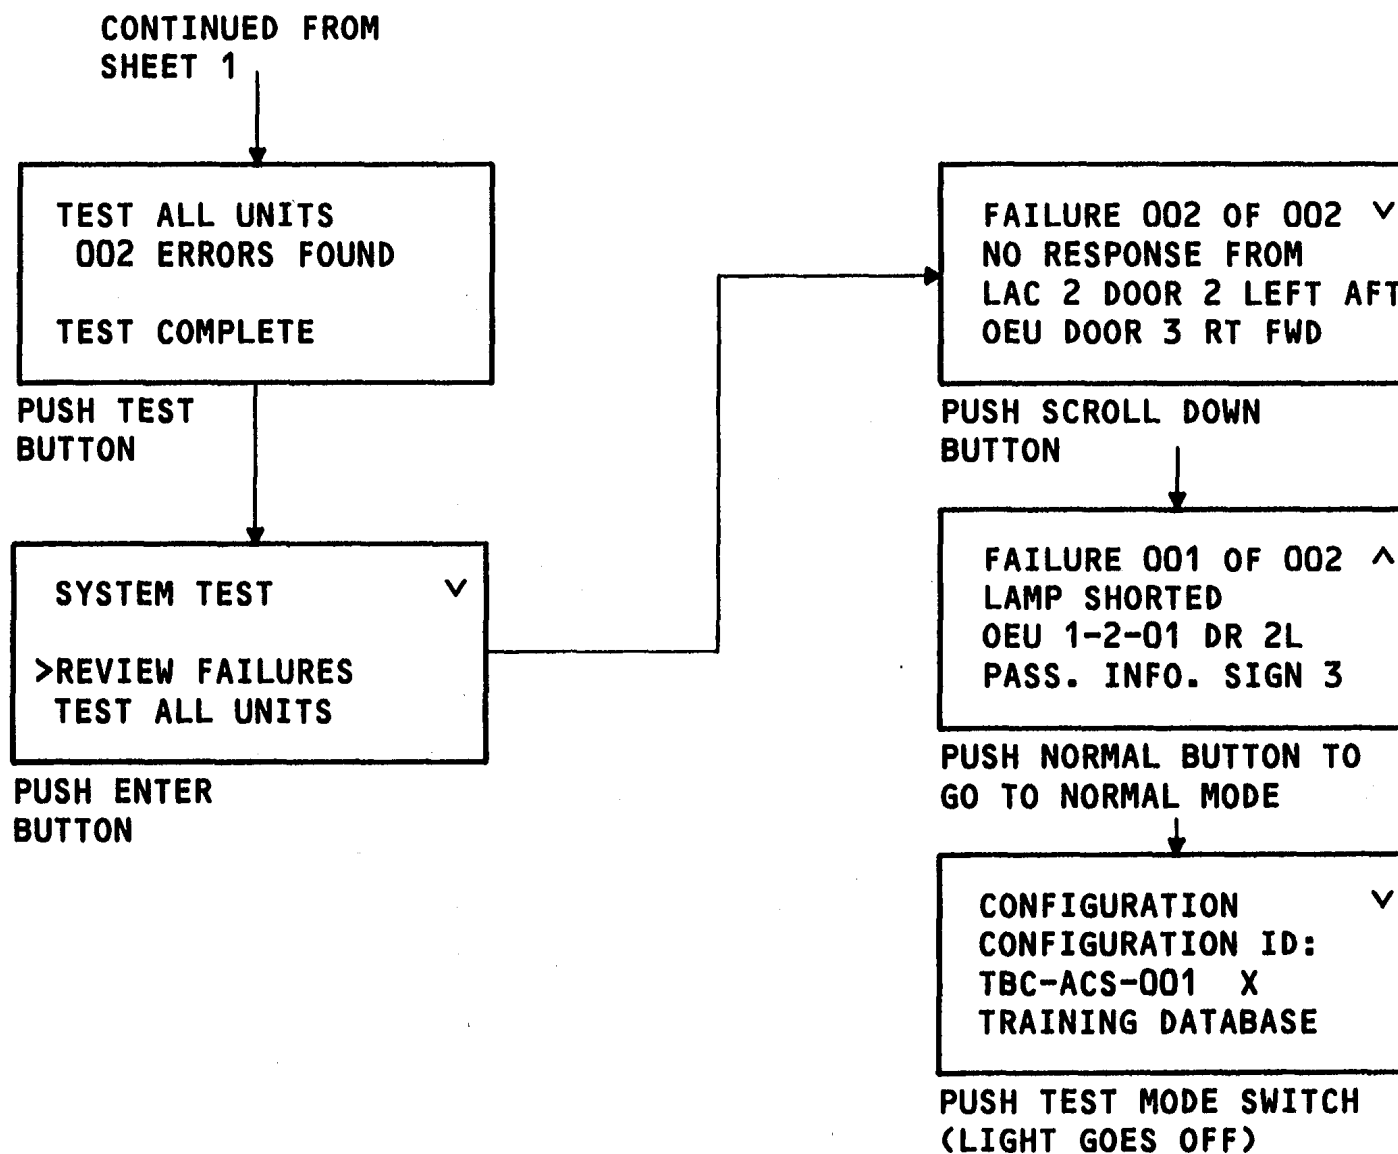 CONTINUED FROM
SHEET 1
TEST ALL UNITS
002 ERRORS FOUND
TEST COMPLETE
PUSH TEST
BUTTON
SYSTEM TEST v
>REVIEW FAILURES
TEST ALL UNITS
PUSH ENTER
BUTTON
FAILURE 002 OF 002 v
NO RESPONSE FROM
LAC 2 DOOR 2 LEFT AFT
OEU DOOR 3 RT FWD
PUSH SCROLL DOWN
BUTTON
FAILURE 001 OF 002 ^
LAMP SHORTED
OEU 1-2-01 DR 2L
PASS. INFO. SIGN 3
PUSH NORMAL BUTTON TO
GO TO NORMAL MODE
CONFIGURATION v
CONFIGURATION ID:
TBC-ACS-001 X
TRAINING DATABASE
PUSH TEST MODE SWITCH
(LIGHT GOES OFF)